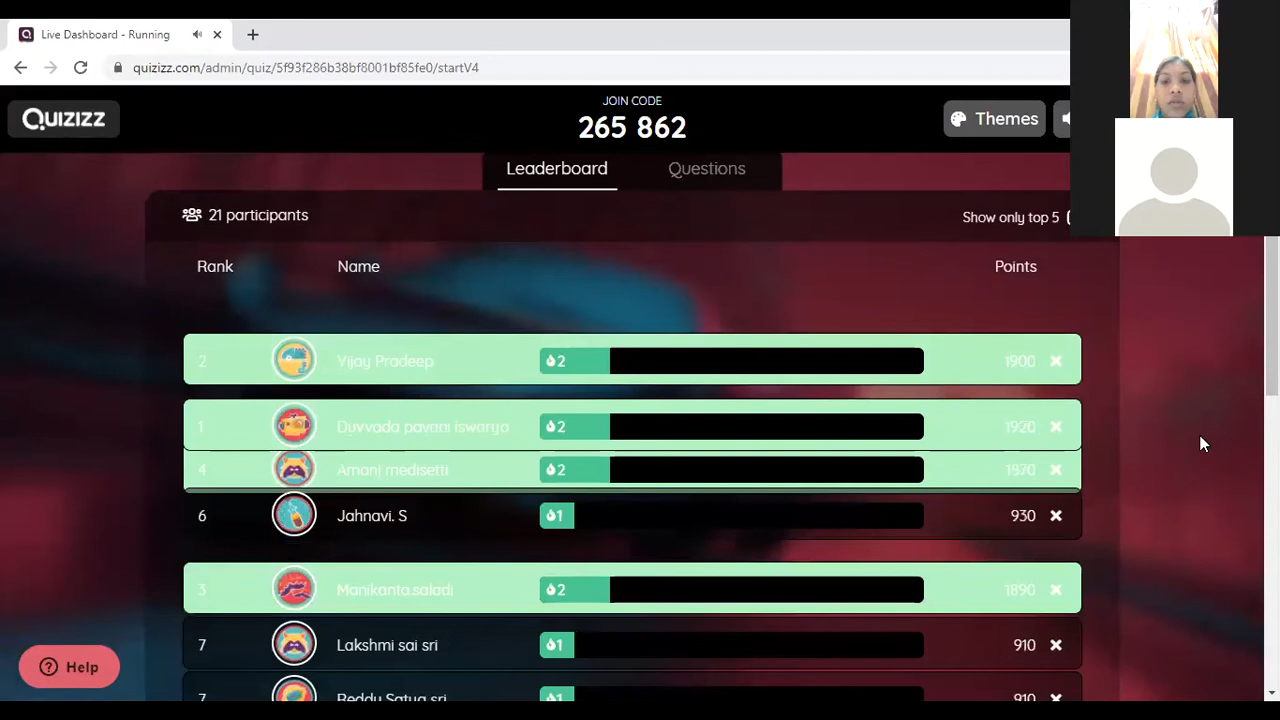 Live Dashboard - Running
quizizz.com/admin/quiz/5f93f286b38bf8001bf85fe0/startV4
Quizizz
JOIN CODE
265 862
Themes
Leaderboard Questions
21 participants
Show only top 5
Rank Name Points
2 Vijay Pradeep 2 1900
1 Duvvada pavani iswarya 2 1920
4 Amani medisetti 2 1870
6 Jahnavi. S 1 930
3 Manikanta.saladi 2 1890
7 Lakshmi sai sri 1 910
7 Reddy Satya sri 1 910
Help